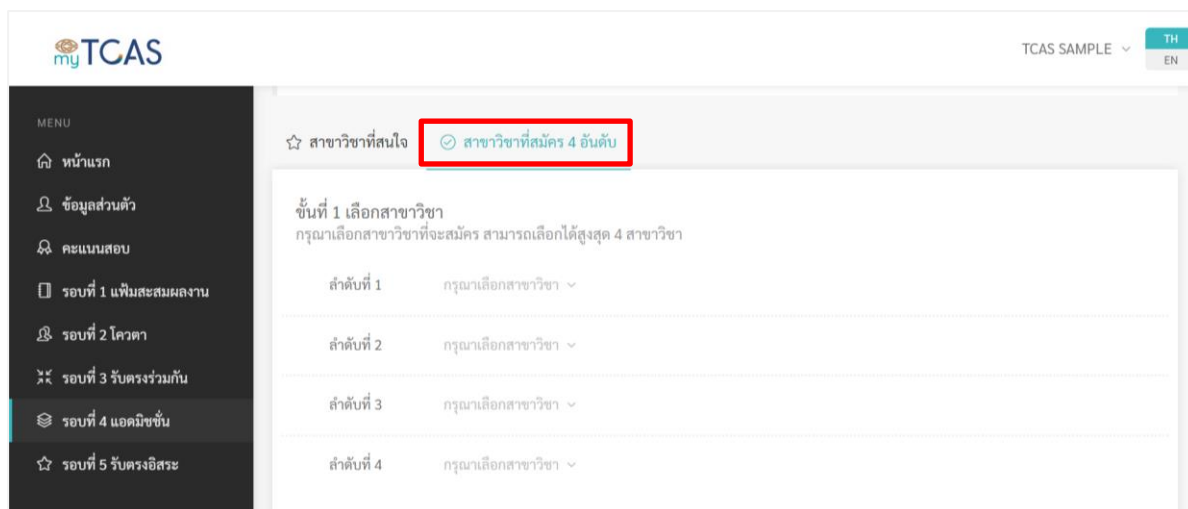 myTCAS
TCAS SAMPLE
TH
EN
MENU
หน้าแรก
ข้อมูลส่วนตัว
คะแนนสอบ
รอบที่ 1 แฟ้มสะสมผลงาน
รอบที่ 2 โควตา
รอบที่ 3 รับตรงร่วมกัน
รอบที่ 4 แอดมิชชั่น
รอบที่ 5 รับตรงอิสระ
สาขาวิชาที่สนใจ
สาขาวิชาที่สมัคร 4 อันดับ
ขั้นที่ 1 เลือกสาขาวิชา
กรุณาเลือกสาขาวิชาที่จะสมัคร สามารถเลือกได้สูงสุด 4 สาขาวิชา
ลำดับที่ 1 กรุณาเลือกสาขาวิชา
ลำดับที่ 2 กรุณาเลือกสาขาวิชา
ลำดับที่ 3 กรุณาเลือกสาขาวิชา
ลำดับที่ 4 กรุณาเลือกสาขาวิชา